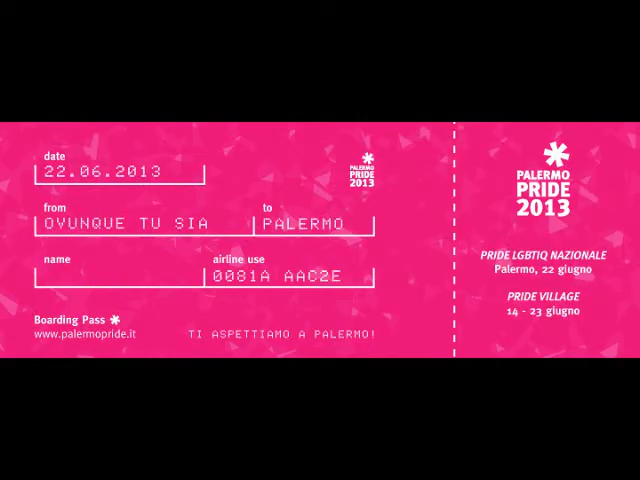 date
22.06.2013
PALERMO
PRIDE
2013
from
OVUNQUE TU SIA
to
PALERMO
name
airline use
0081A AAC2E
Boarding Pass
www.palermopride.it
TI ASPETTIAMO A PALERMO!
PALERMO
PRIDE
2013
PRIDE LGBTIQ NAZIONALE
Palermo, 22 giugno
PRIDE VILLAGE
14 - 23 giugno